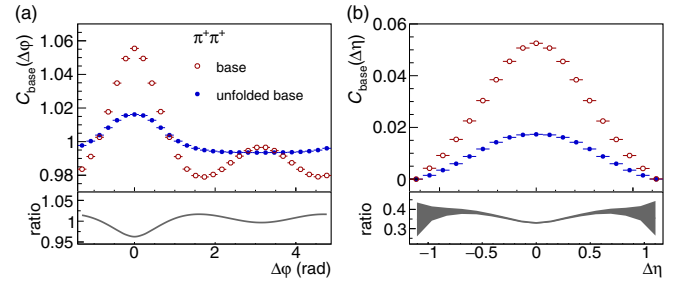 (a)
π⁺π⁺
base
unfolded base
C_base(Δφ)
1.06
1.04
1.02
1
0.98
ratio
1.05
1
0.95
0
2
4
Δφ (rad)
(b)
C_base(Δη)
0.06
0.04
0.02
0
ratio
0.4
0.3
−1
−0.5
0
0.5
1
Δη